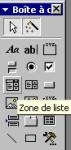 Boîte à c
Aa ab|
Zone de liste